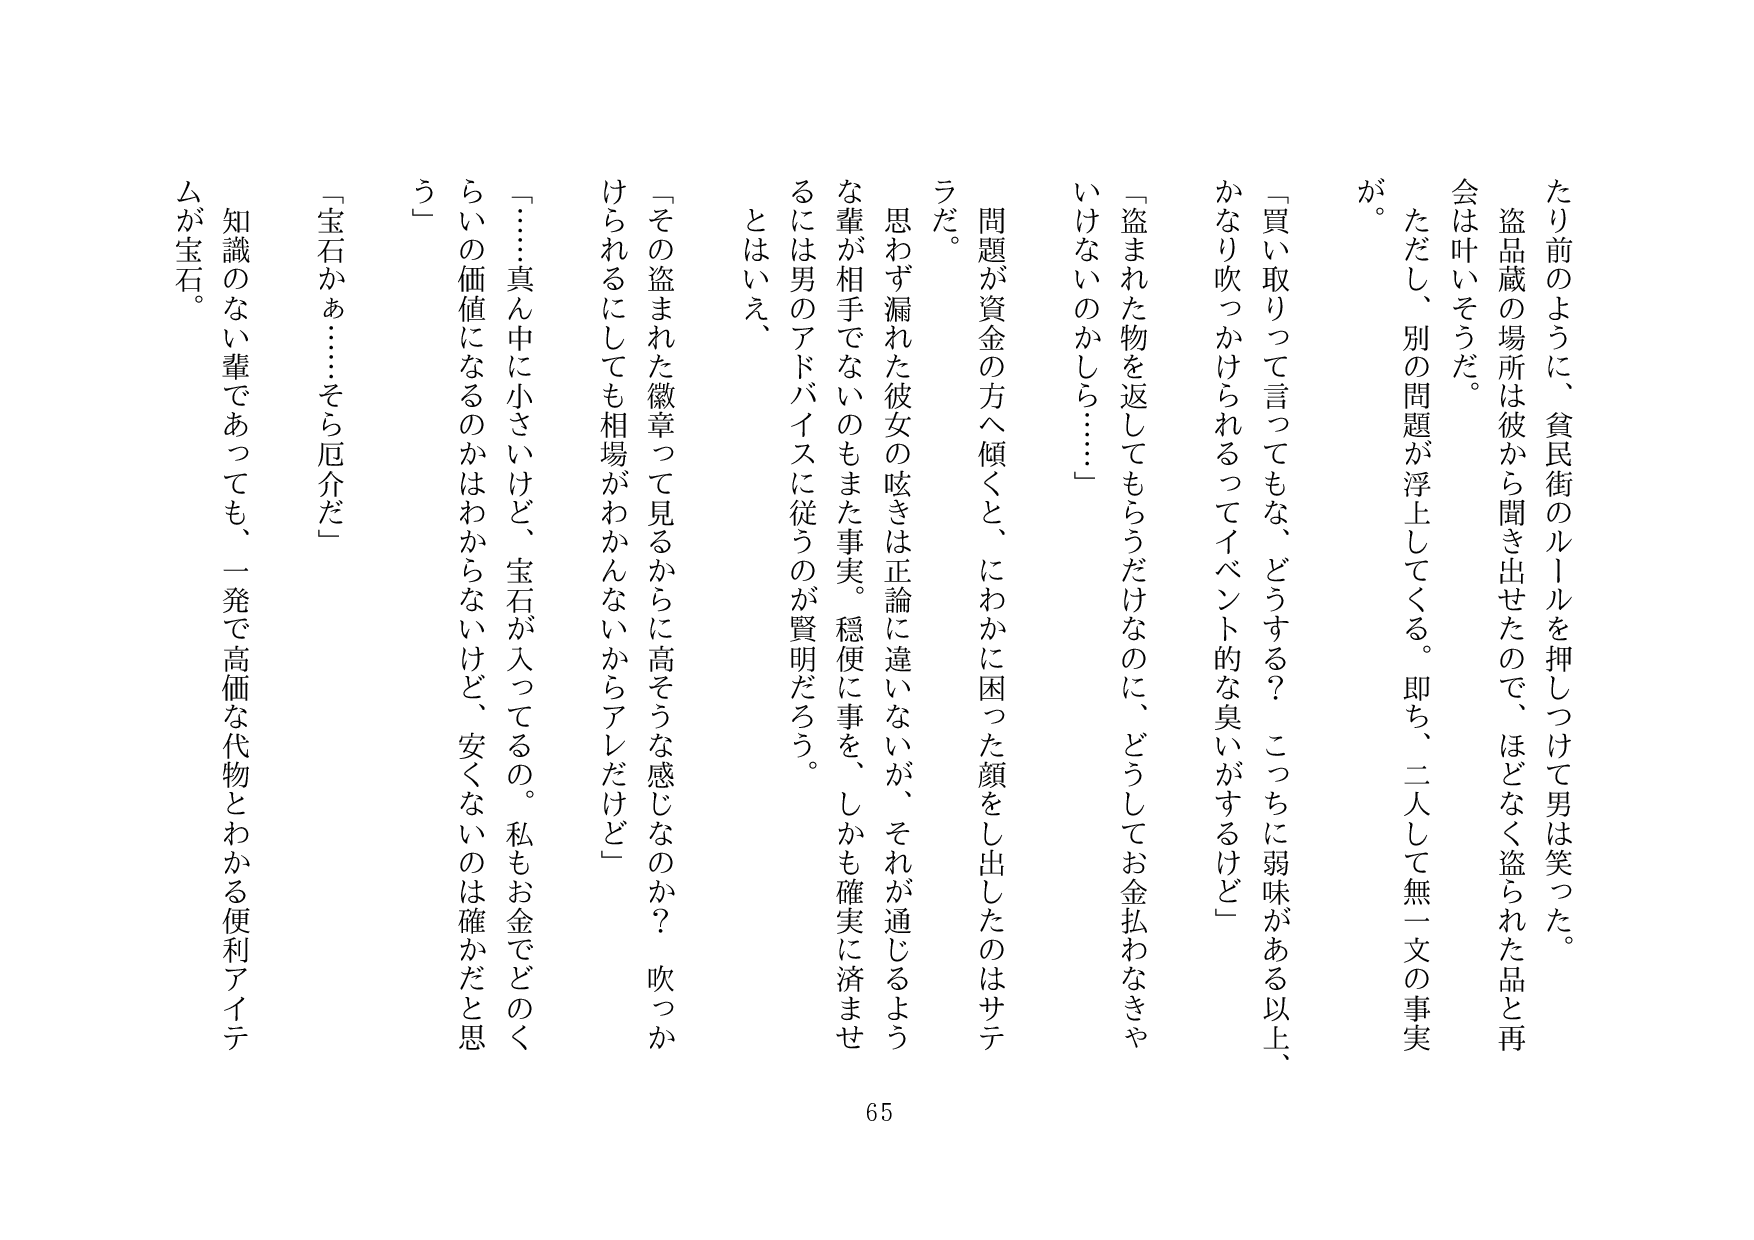 たり前のように、貧民街のルールを押しつけて男は笑った。
　盗品蔵の場所は彼から聞き出せたので、ほどなく盗られた品と再
会は叶いそうだ。
　ただし、別の問題が浮上してくる。即ち、二人して無一文の事実
が。
「買い取りって言ってもな、どうする？　こっちに弱味がある以上、
かなり吹っかけられるってイベント的な臭いがするけど」
「盗まれた物を返してもらうだけなのに、どうしてお金払わなきゃ
いけないのかしら……」
　問題が資金の方へ傾くと、にわかに困った顔をし出したのはサテ
ラだ。
　思わず漏れた彼女の呟きは正論に違いないが、それが通じるよう
な輩が相手でないのもまた事実。穏便に事を、しかも確実に済ませ
るには男のアドバイスに従うのが賢明だろう。
　とはいえ、
「その盗まれた徽章って見るからに高そうな感じなのか？　吹っか
けられるにしても相場がわかんないからアレだけど」
「……真ん中に小さいけど、宝石が入ってるの。私もお金でどのく
らいの価値になるのかはわからないけど、安くないのは確かだと思
う」
「宝石かぁ……そら厄介だ」
　知識のない輩であっても、一発で高価な代物とわかる便利アイテ
ムが宝石。
65